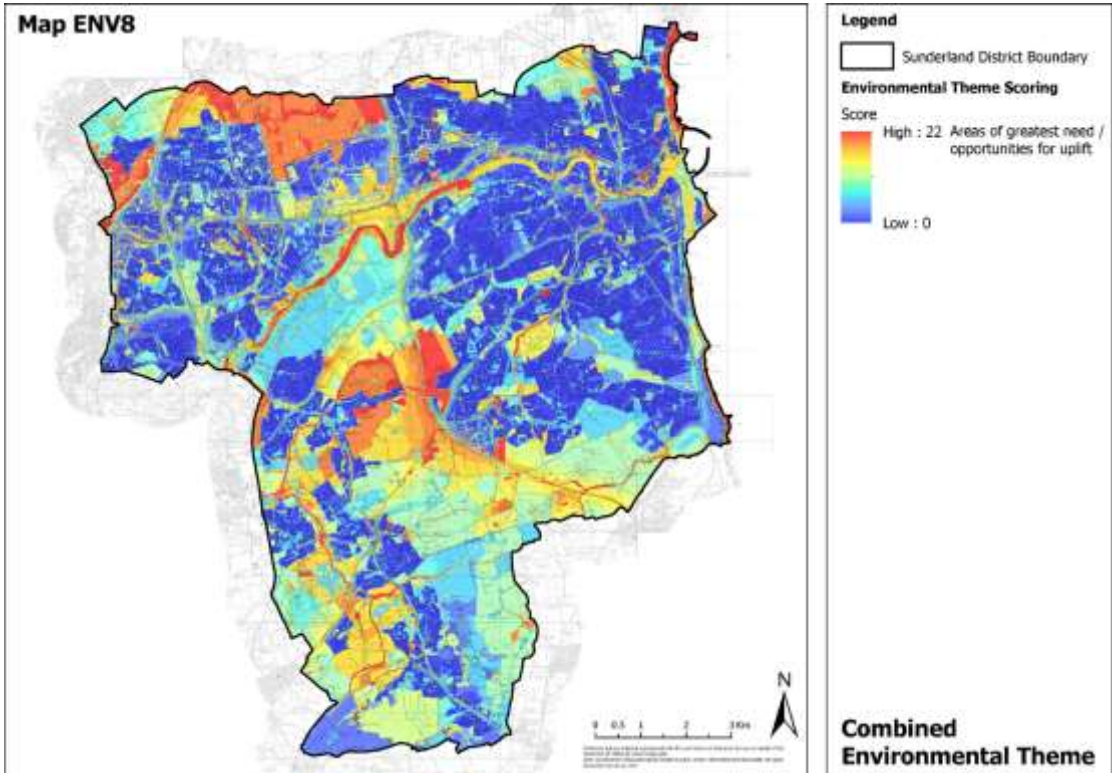 Map ENV8
Legend
Sunderland District Boundary
Environmental Theme Scoring
Score
High : 22 Areas of greatest need /
opportunities for uplift
Low : 0
N
0 0.5 1 2 3 Km
Combined
Environmental Theme